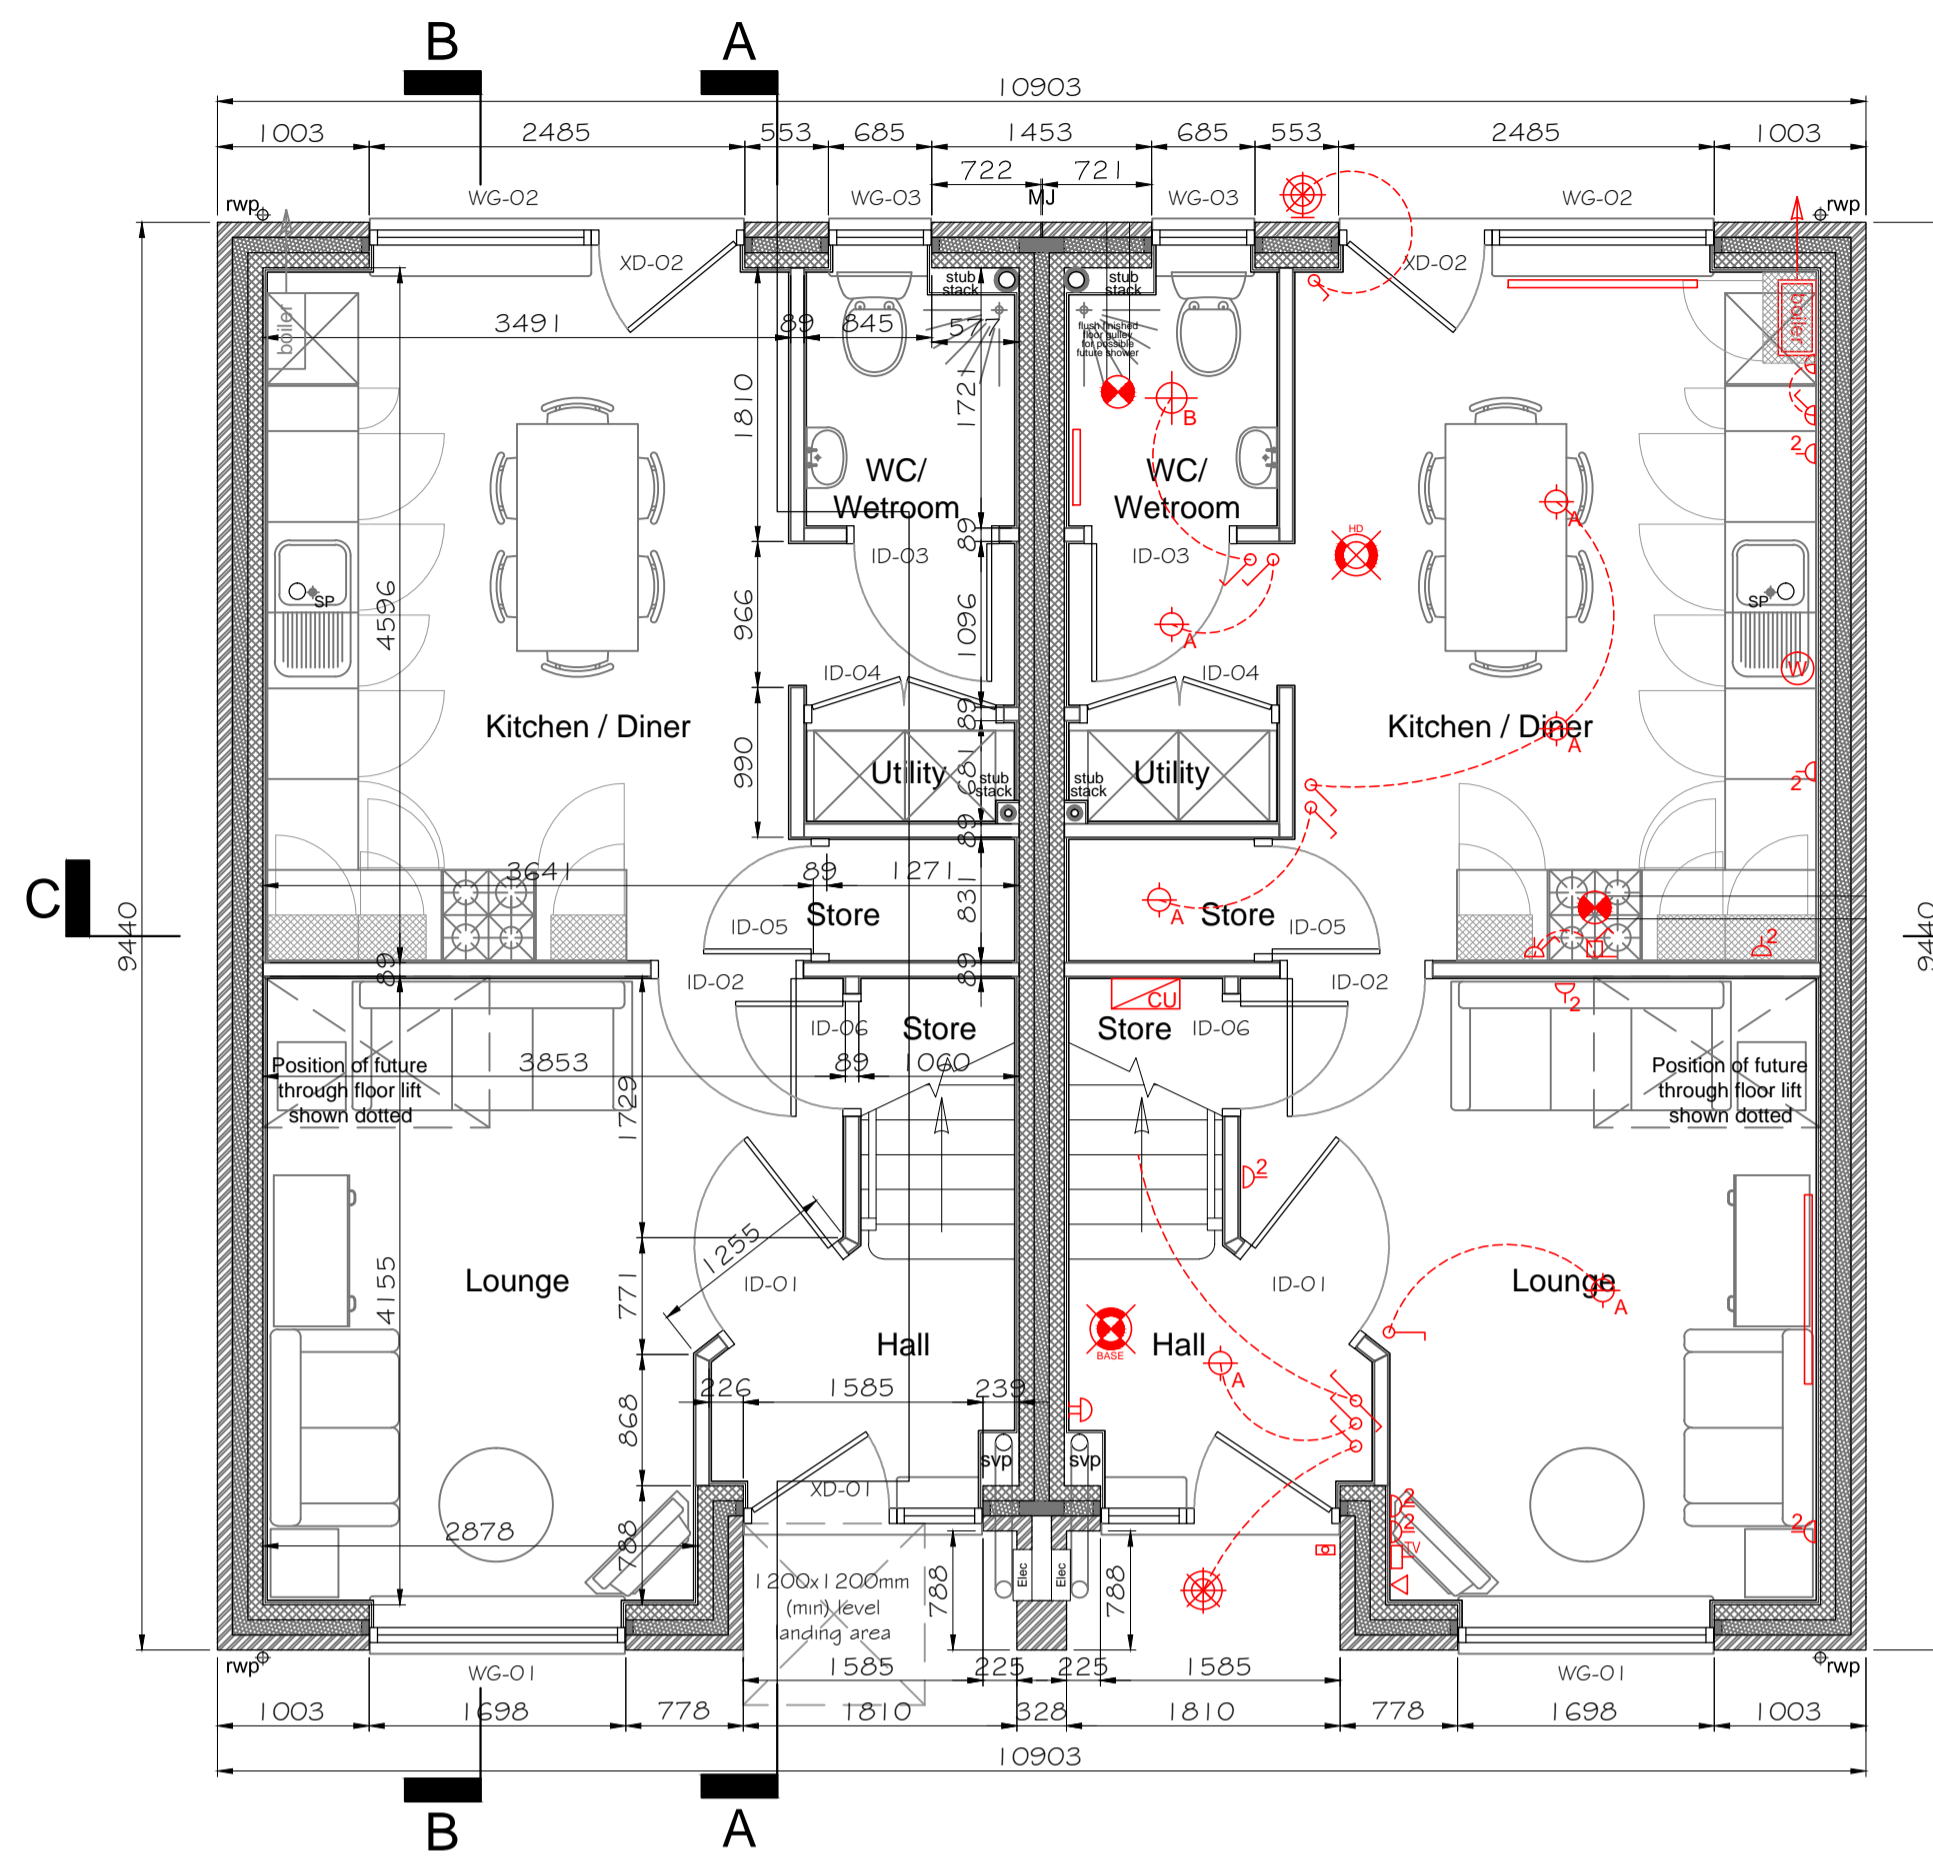 B A
10903
1003 2485 553 685 1453 685 553 2485 1003
722 721
WG-02 WG-03 MJ WG-03 WG-02
rwp rwp
XD-02 XD-02
stub
stack
stub
stack
boiler boiler
3491 89 845 577
flush finished
floor gulley
for possible
future shower
1810 1721
B
2
WC/
Wetroom
WC/
Wetroom
A
HD
89
ID-03 ID-03
966 1096
4596
SP SP
A
W
ID-04 ID-04
89
Kitchen / Diner Kitchen / Diner
A
990 681
Utility Utility
stub
stack
stub
stack
2
89
3641 89 1271
831
C
Store Store
A
ID-05 ID-05
2
9440 9440
89 89
ID-02 ID-02
CU
2
Store Store
ID-06 ID-06
3853 89 1060
Position of future
through floor lift
shown dotted
Position of future
through floor lift
shown dotted
1729
2
1255
771
4155
Lounge Lounge
ID-01 ID-01
A
Hall Hall
BASE
A
226 1585 239
868
svp svp
XD-01
2
2
2
2878
788
TV
1200x1200mm
(min) level
landing area
Elec Elec
788 788
rwp rwp
WG-01 WG-01
1585 225 225 1585
1003 1698 778 1810 328 1810 778 1698 1003
10903
B A